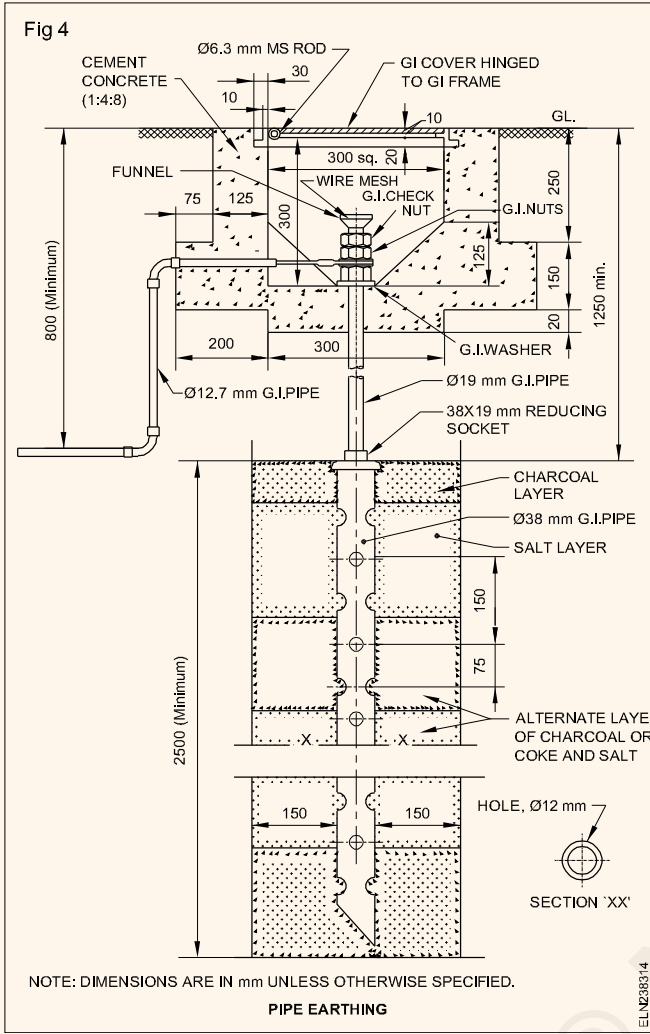 Fig 4
Ø6.3 mm MS ROD
CEMENT
CONCRETE
(1:4:8)
30
GI COVER HINGED
TO GI FRAME
10
10
GL.
20
300 sq.
FUNNEL
WIRE MESH
G.I.CHECK
NUT
G.I.NUTS
75
125
300
250
125
150
20
800 (Minimum)
1250 min.
200
300
G.I.WASHER
Ø12.7 mm G.I.PIPE
Ø19 mm G.I.PIPE
38X19 mm REDUCING
SOCKET
CHARCOAL
LAYER
Ø38 mm G.I.PIPE
SALT LAYER
150
75
2500 (Minimum)
ALTERNATE LAYE
OF CHARCOAL OR
COKE AND SALT
X
X
150
150
HOLE, Ø12 mm
SECTION `XX'
NOTE: DIMENSIONS ARE IN mm UNLESS OTHERWISE SPECIFIED.
PIPE EARTHING
ELN238314